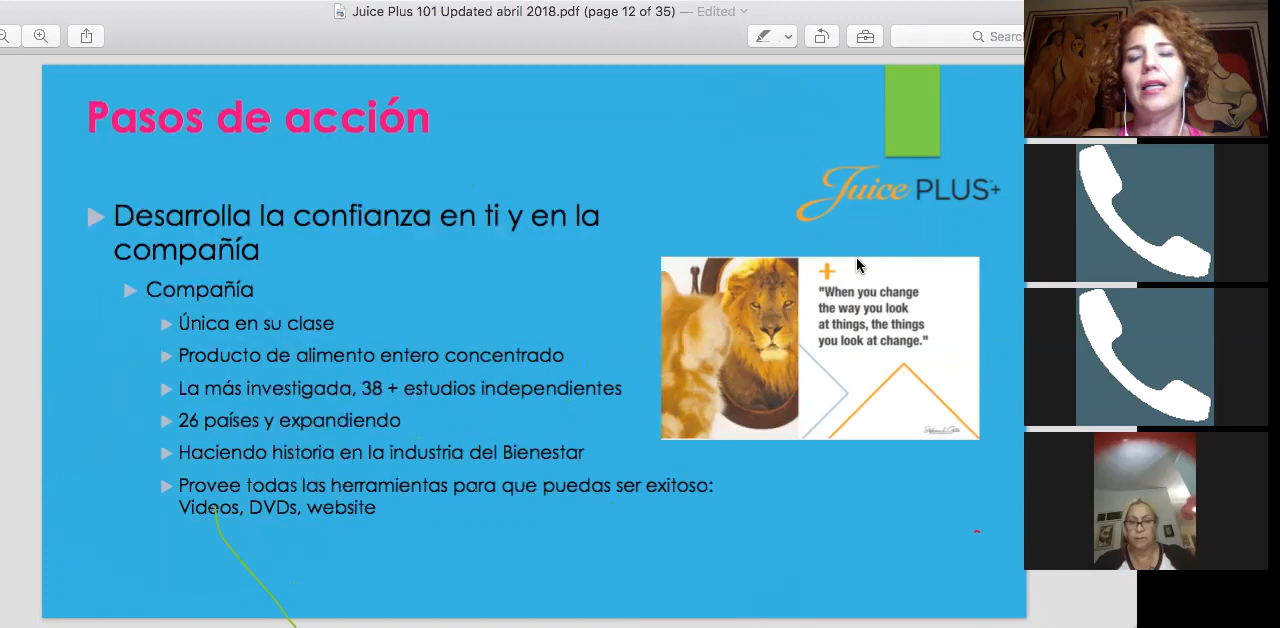 Juice Plus 101 Updated abril 2018.pdf (page 12 of 35) — Edited
Search
Pasos de acción
Juice PLUS+
Desarrolla la confianza en ti y en la
compañía
Compañía
Única en su clase
Producto de alimento entero concentrado
La más investigada, 38 + estudios independientes
26 países y expandiendo
Haciendo historia en la industria del Bienestar
Provee todas las herramientas para que puedas ser exitoso:
Videos, DVDs, website
"When you change
the way you look
at things, the things
you look at change."